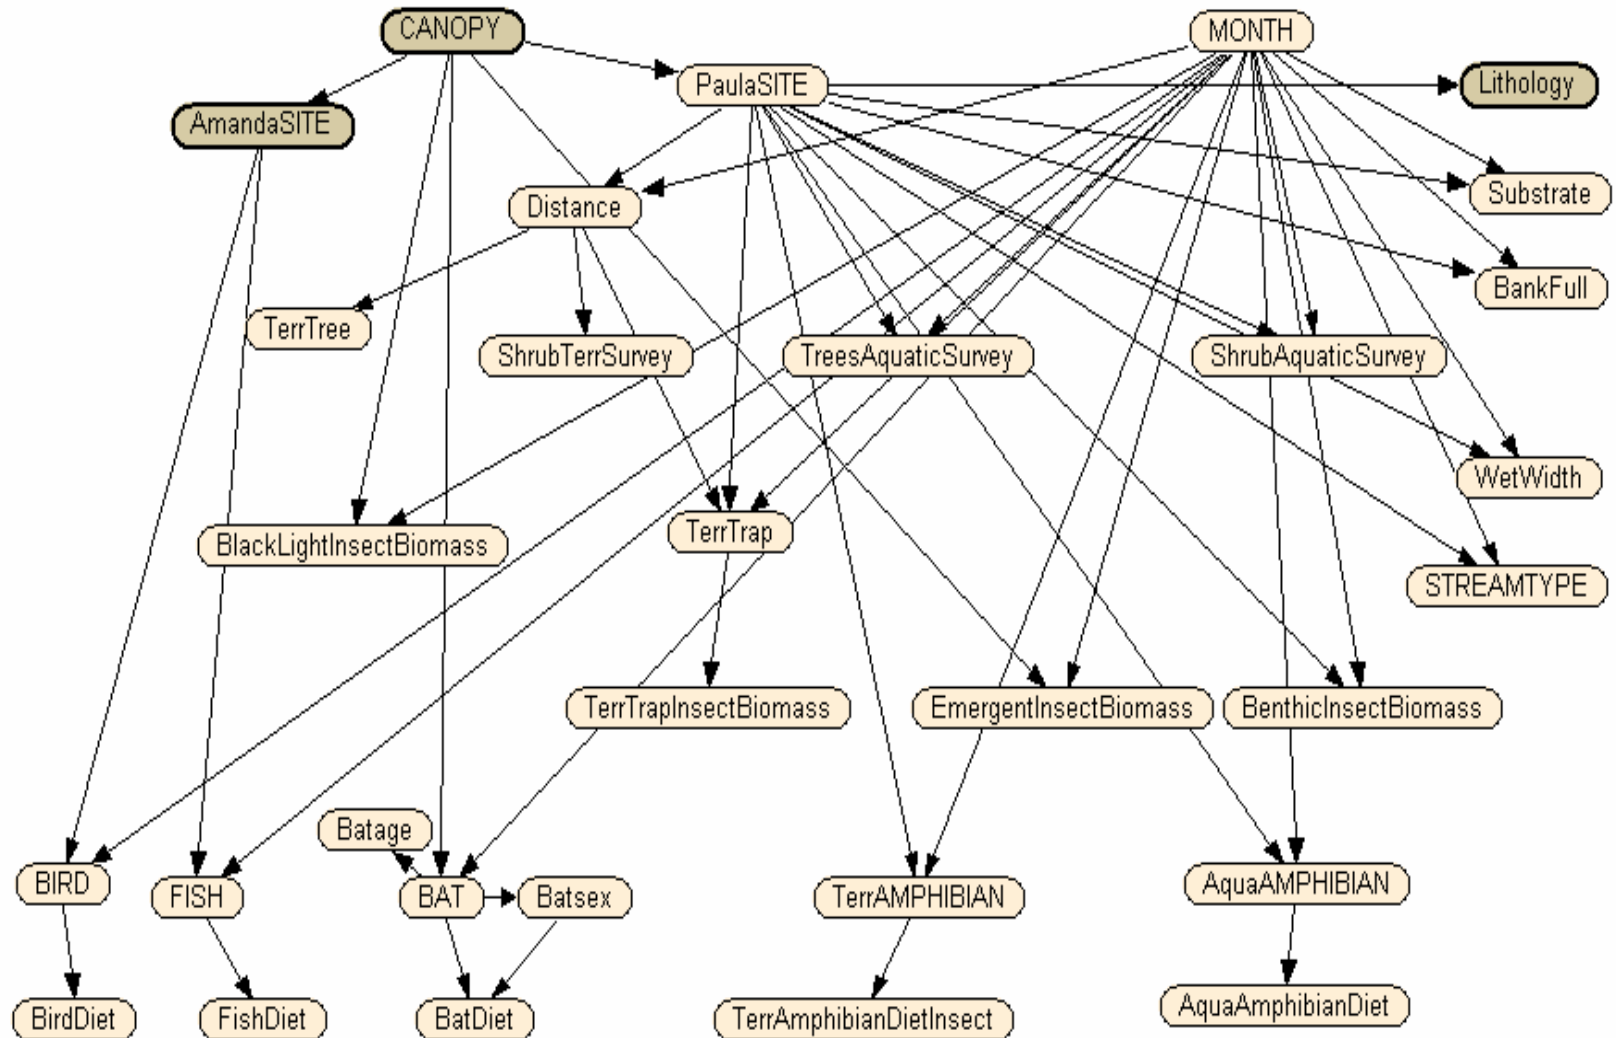 CANOPY
MONTH
PaulaSITE
Lithology
AmandaSITE
Distance
Substrate
BankFull
TerrTree
ShrubTerrSurvey
TreesAquaticSurvey
ShrubAquaticSurvey
WetWidth
BlackLightInsectBiomass
TerrTrap
STREAMTYPE
TerrTrapInsectBiomass
EmergentInsectBiomass
BenthicInsectBiomass
Batage
BIRD
FISH
BAT
Batsex
TerrAMPHIBIAN
AquaAMPHIBIAN
BirdDiet
FishDiet
BatDiet
TerrAmphibianDietInsect
AquaAmphibianDiet